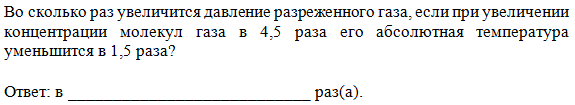 Во сколько раз увеличится давление разреженного газа, если при увеличении
концентрации молекул газа в 4,5 раза его абсолютная температура
уменьшится в 1,5 раза?
Ответ: в ____________________________ раз(а).